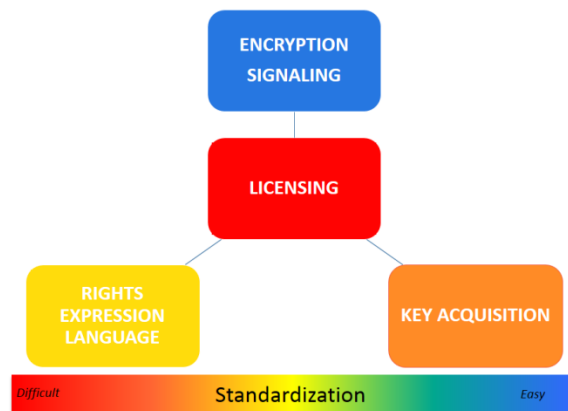 ENCRYPTION
SIGNALING
LICENSING
RIGHTS
EXPRESSION
LANGUAGE
KEY ACQUISITION
Difficult Standardization Easy